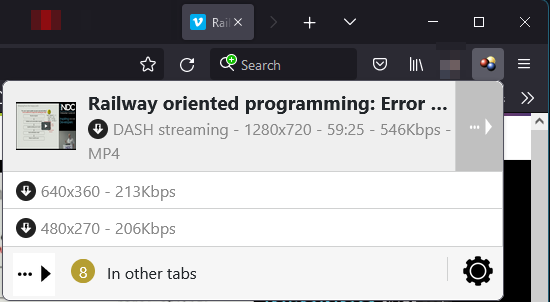 Rail
Search
NDC
Railway oriented programming: Error ...
DASH streaming - 1280x720 - 59:25 - 546Kbps -
MP4
640x360 - 213Kbps
480x270 - 206Kbps
8 In other tabs